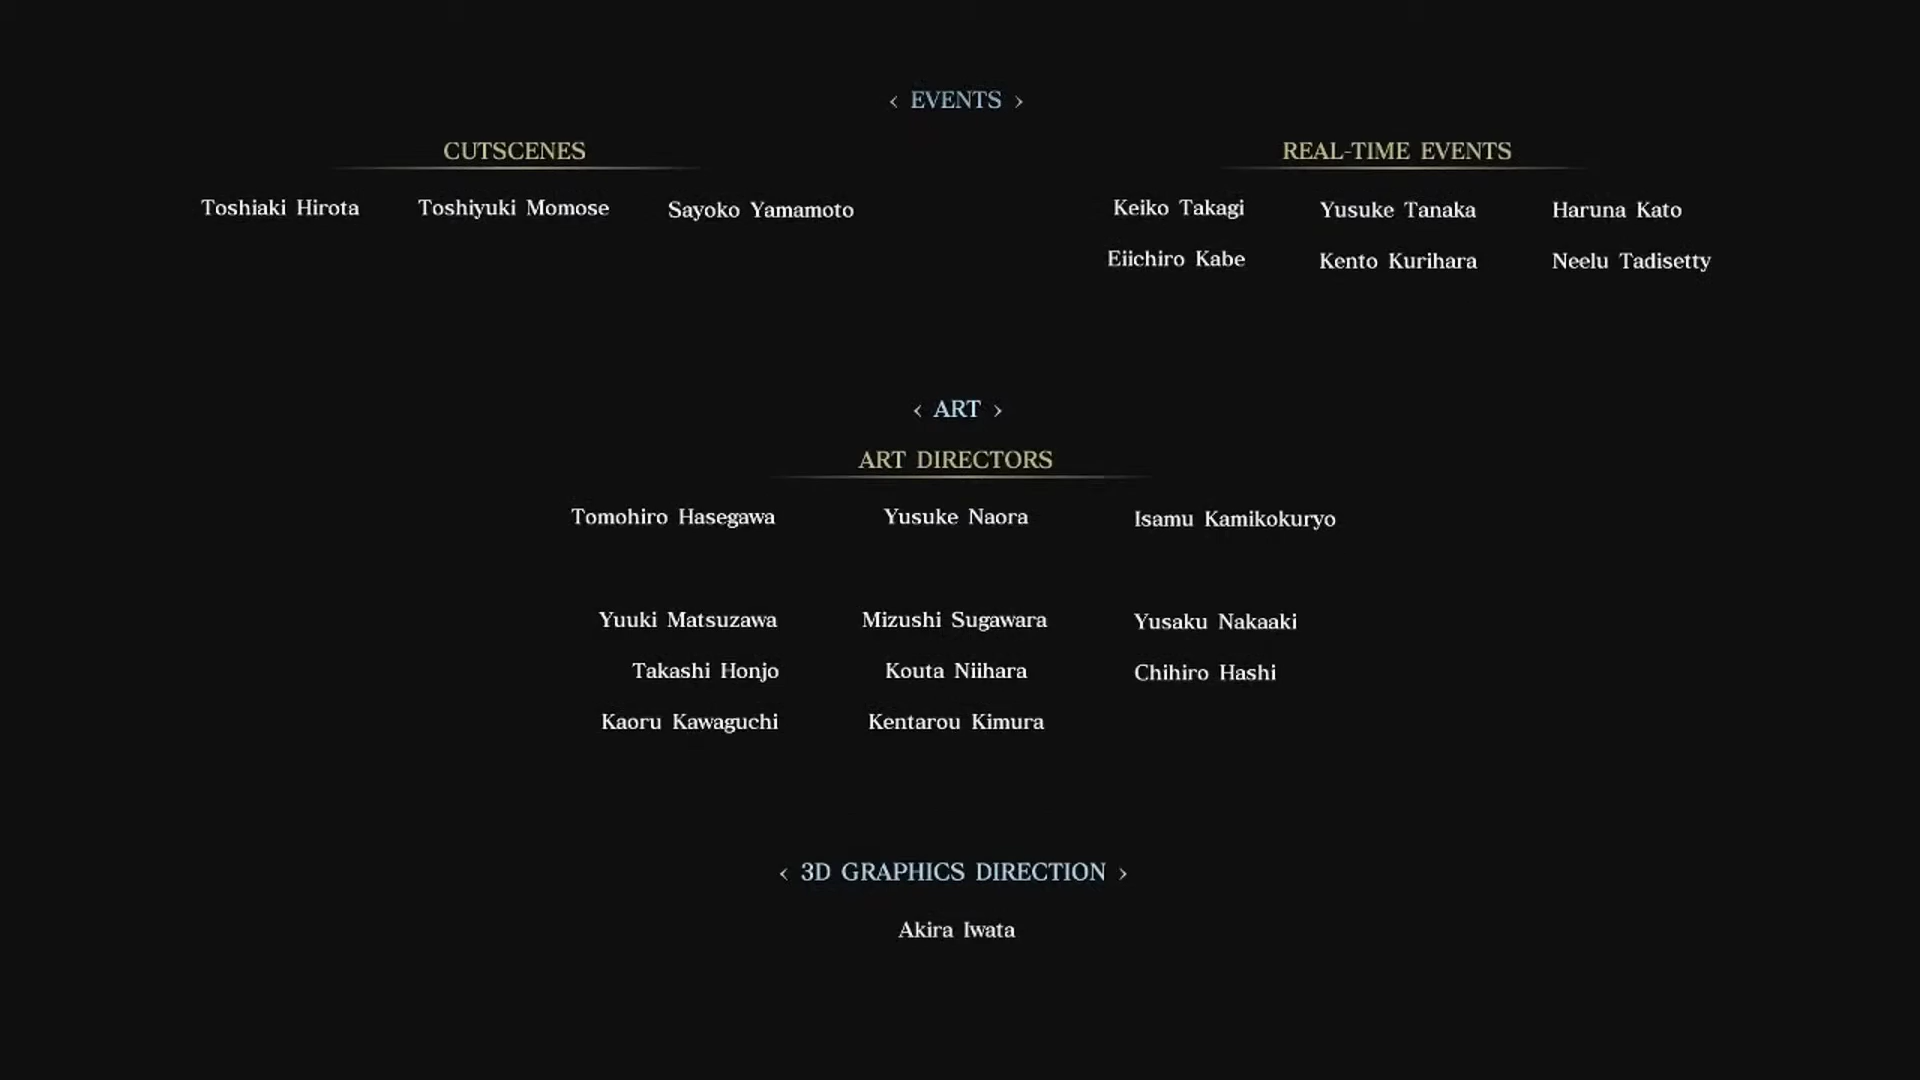 ‹ EVENTS ›
CUTSCENES
Toshiaki Hirota Toshiyuki Momose Sayoko Yamamoto
REAL-TIME EVENTS
Keiko Takagi Yusuke Tanaka Haruna Kato
Eiichiro Kabe Kento Kurihara Neelu Tadisetty
‹ ART ›
ART DIRECTORS
Tomohiro Hasegawa Yusuke Naora Isamu Kamikokuryo
Yuuki Matsuzawa Mizushi Sugawara Yusaku Nakaaki
Takashi Honjo Kouta Niihara Chihiro Hashi
Kaoru Kawaguchi Kentarou Kimura
‹ 3D GRAPHICS DIRECTION ›
Akira Iwata